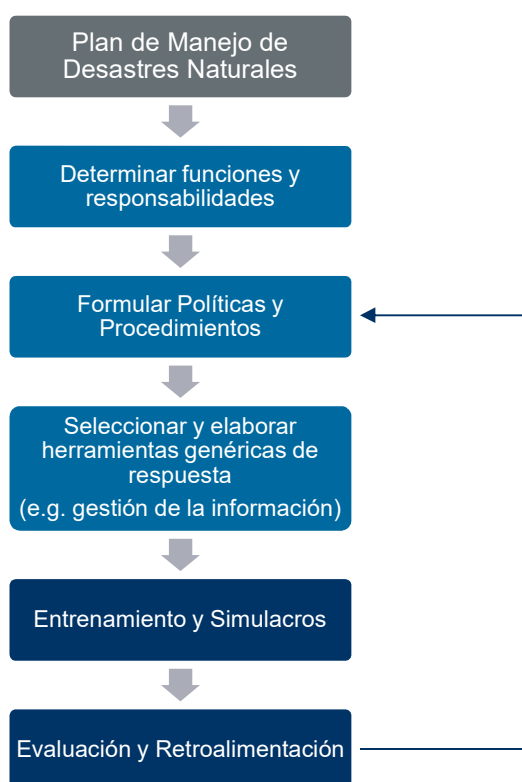 Plan de Manejo de
Desastres Naturales
Determinar funciones y
responsabilidades
Formular Políticas y
Procedimientos
Seleccionar y elaborar
herramientas genéricas de
respuesta
(e.g. gestión de la información)
Entrenamiento y Simulacros
Evaluación y Retroalimentación